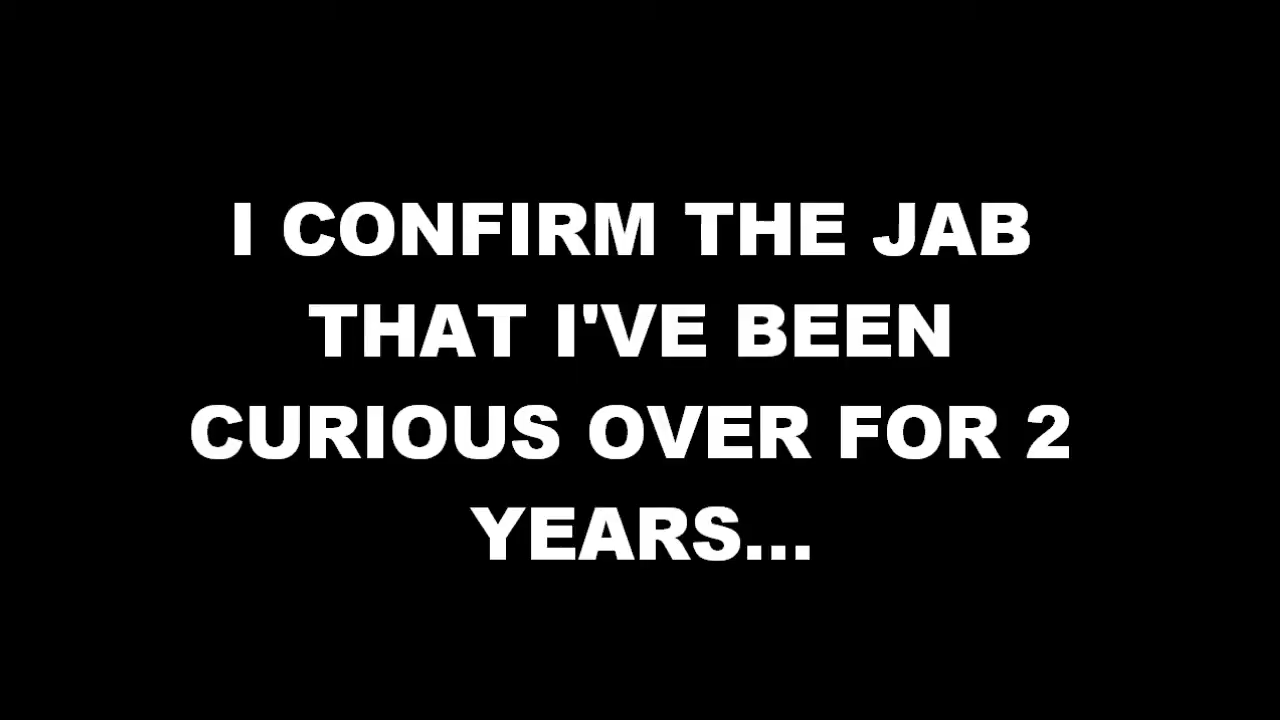 I CONFIRM THE JAB
THAT I'VE BEEN
CURIOUS OVER FOR 2
YEARS...